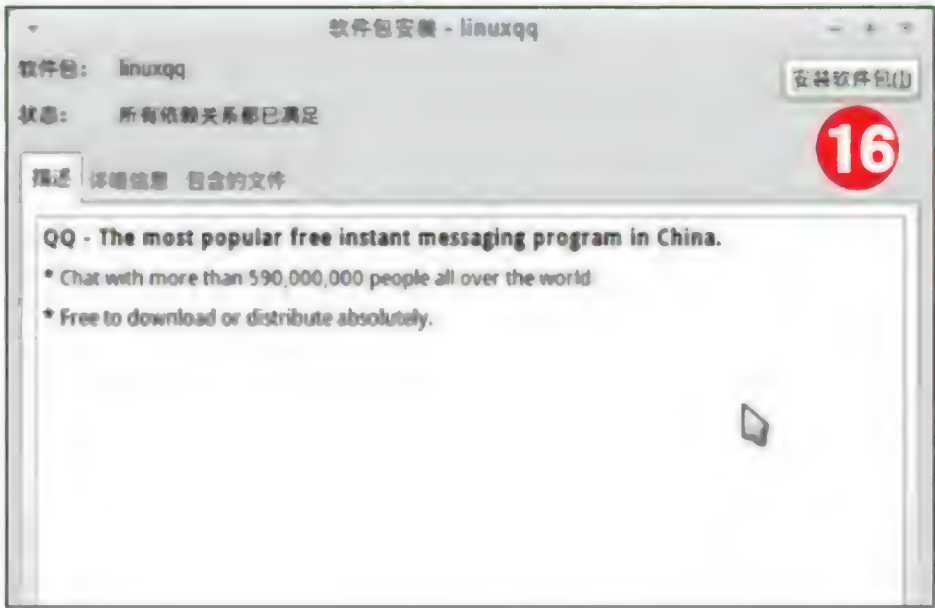 软件包安装 - linuxqq
软件包: linuxqq
安装软件包(I)
状态: 所有依赖关系都已满足
16
描述 详细信息 包含的文件
QQ - The most popular free instant messaging program in China.
* Chat with more than 590,000,000 people all over the world
* Free to download or distribute absolutely.